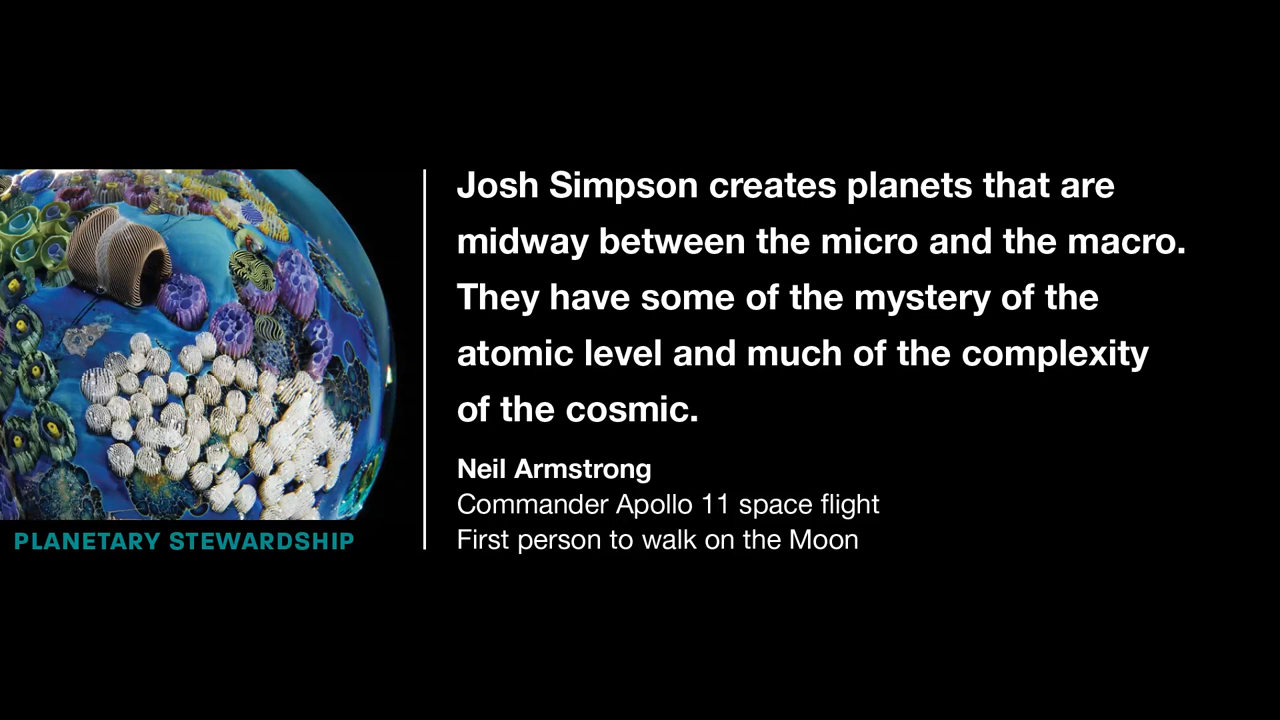 Josh Simpson creates planets that are
midway between the micro and the macro.
They have some of the mystery of the
atomic level and much of the complexity
of the cosmic.
Neil Armstrong
Commander Apollo 11 space flight
First person to walk on the Moon
PLANETARY STEWARDSHIP